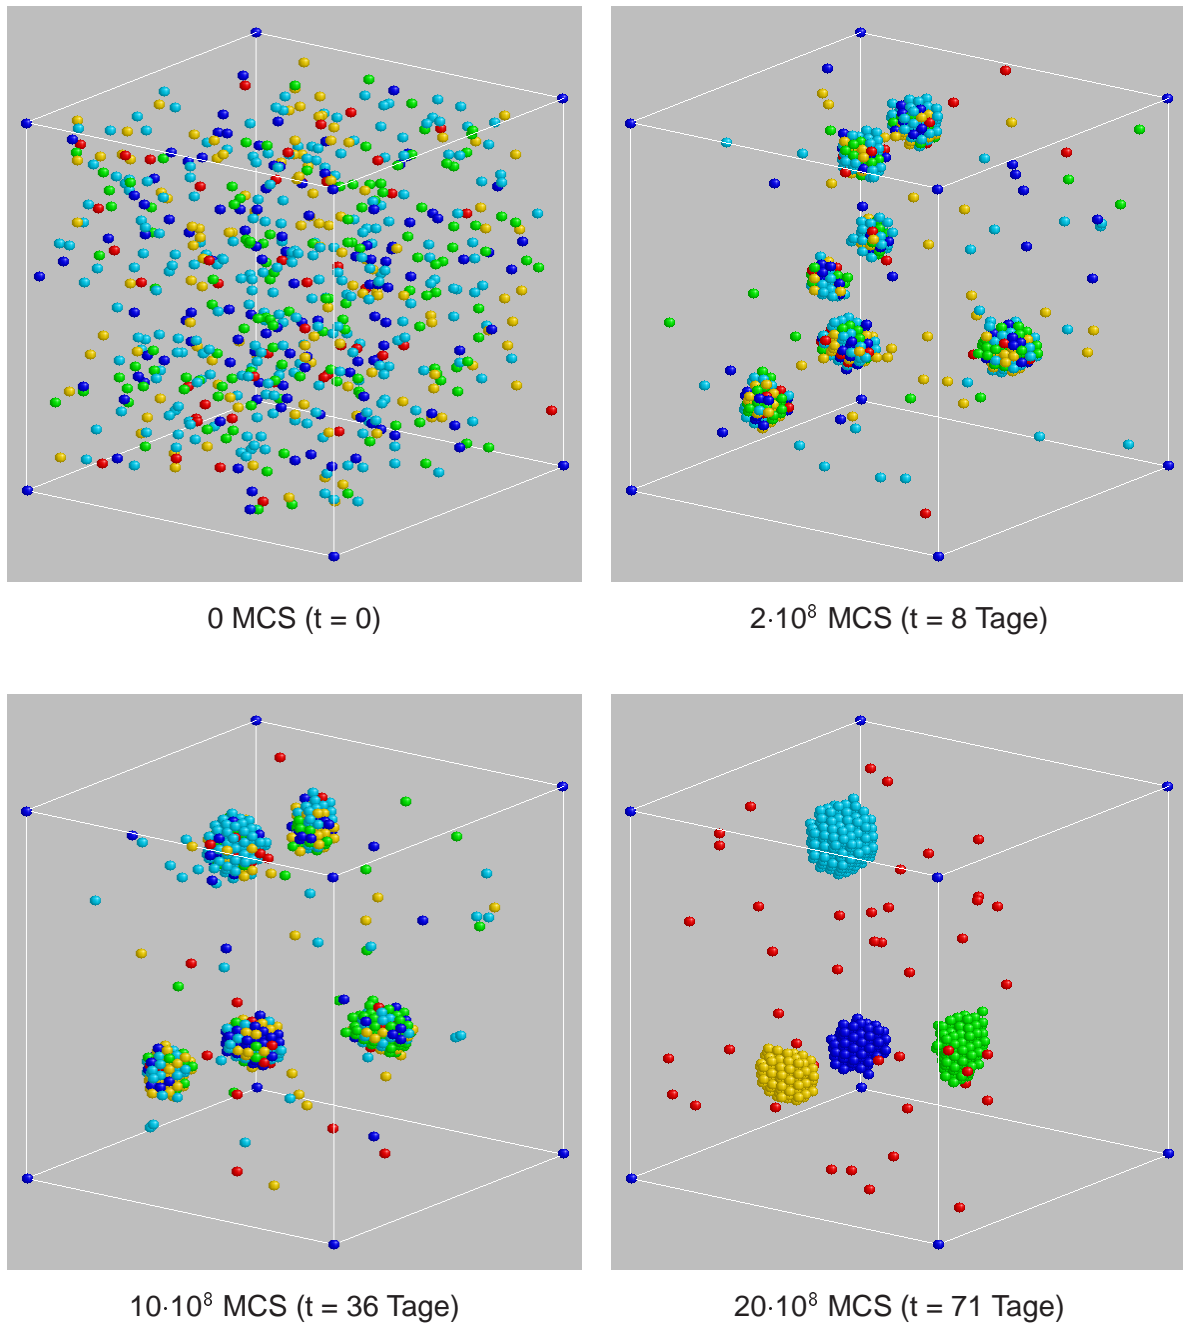 0 MCS (t = 0)
2·10⁸ MCS (t = 8 Tage)
10·10⁸ MCS (t = 36 Tage)
20·10⁸ MCS (t = 71 Tage)